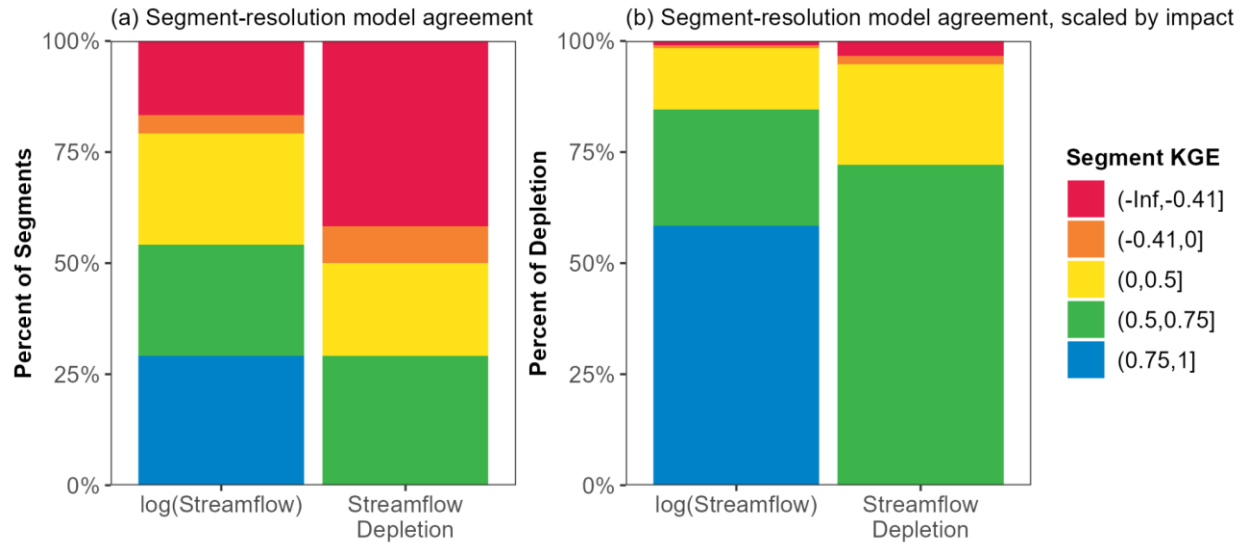 (a) Segment-resolution model agreement
(b) Segment-resolution model agreement, scaled by impact
Percent of Segments
100%
75%
50%
25%
0%
log(Streamflow)
Streamflow
Depletion
Percent of Depletion
100%
75%
50%
25%
0%
log(Streamflow)
Streamflow
Depletion
Segment KGE
(-Inf,-0.41]
(-0.41,0]
(0,0.5]
(0.5,0.75]
(0.75,1]